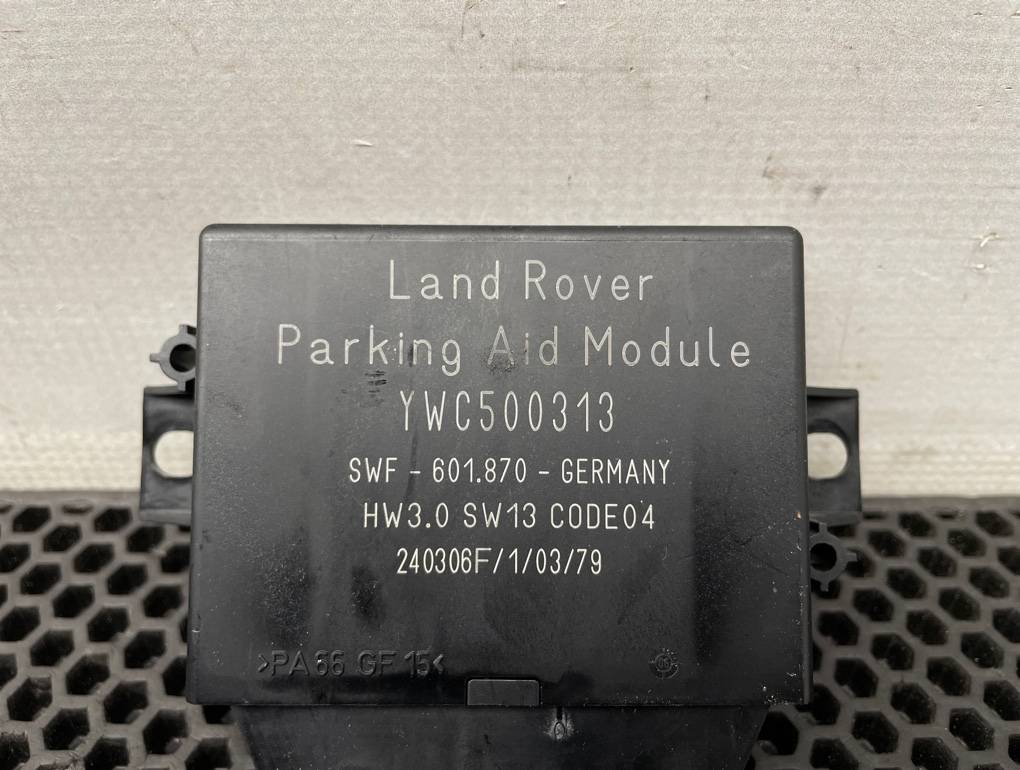 Land Rover
Parking Aid Module
YWC500313
SWF - 601.870 - GERMANY
HW3.0 SW13 CODE04
240306F/1/03/79
>PA66 GF15<